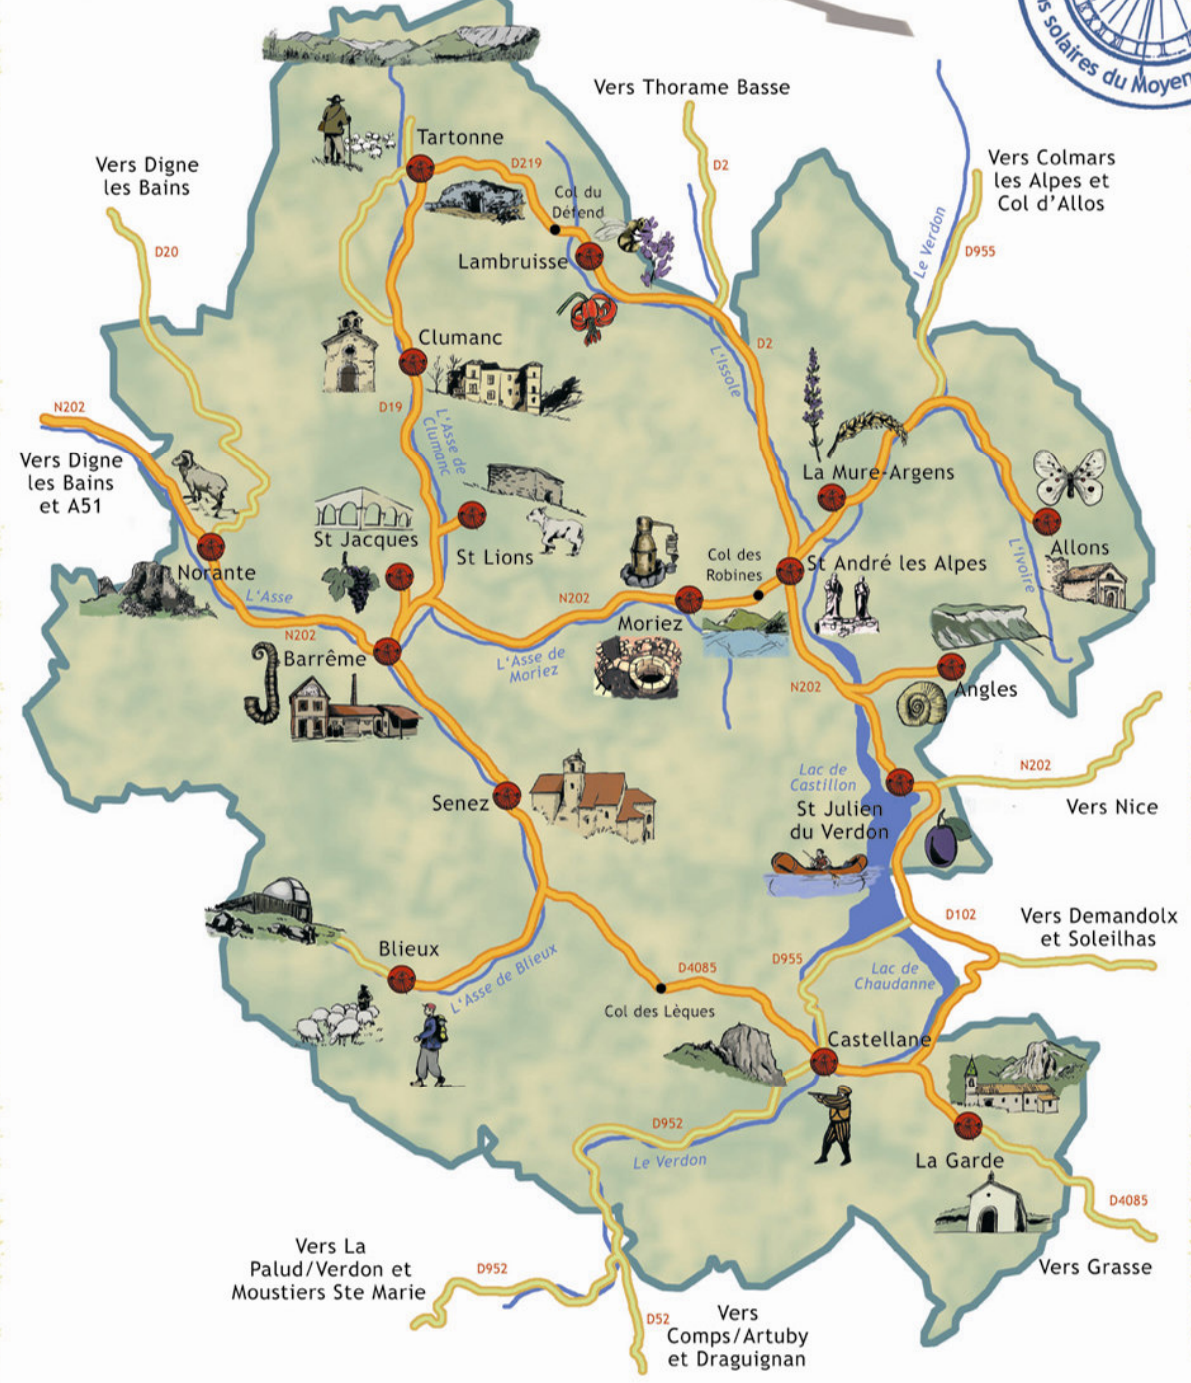 ns solaires du Moyen
Vers Thorame Basse
Tartonne
D219
D2
Vers Digne
les Bains
Vers Colmars
les Alpes et
Col d'Allos
Col du
Défend
D20
Le Verdon
D955
Lambruisse
Clumanc
D2
L'Issole
N202
D19
L'Asse de
Clumanc
Vers Digne
les Bains
et A51
La Mure-Argens
St Jacques
St Lions
Col des
Robines
St André les Alpes
Allons
L'Ivoire
Norante
L'Asse
N202
N202
Moriez
Barrême
L'Asse de
Moriez
N202
Angles
Lac de
Castillon
N202
Vers Nice
Senez
St Julien
du Verdon
D102
Vers Demandolx
et Soleilhas
Blieux
L'Asse de Blieux
D4085
D955
Lac de
Chaudanne
Col des Lèques
Castellane
D952
Le Verdon
La Garde
D4085
Vers Grasse
Vers La
Palud/Verdon et
Moustiers Ste Marie
D952
D52
Vers
Comps/Artuby
et Draguignan